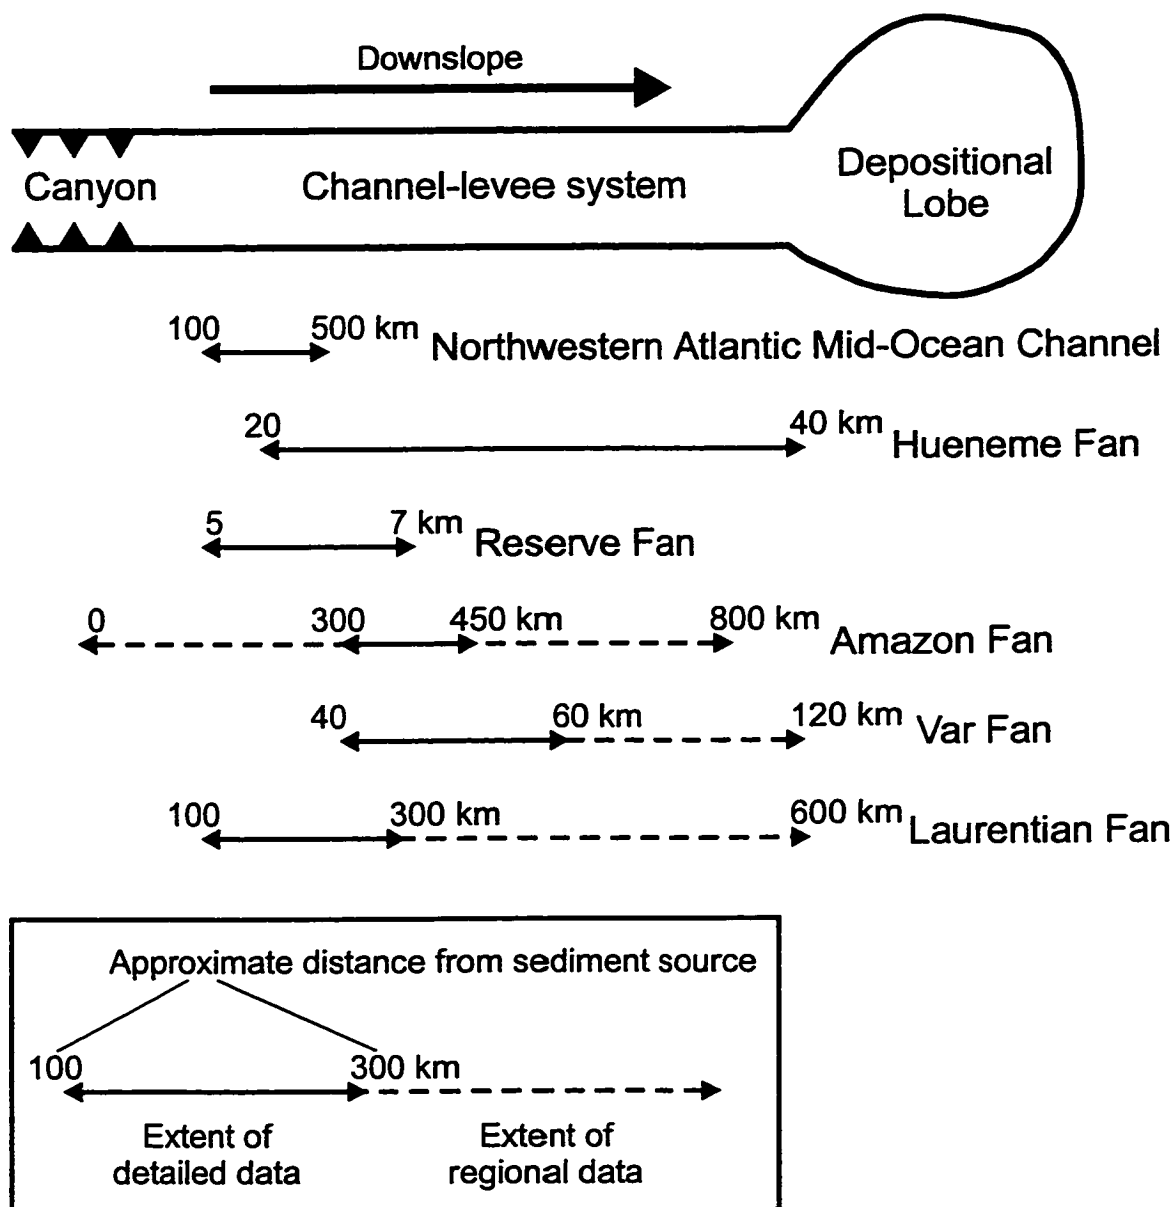 Downslope
Canyon
Channel-levee system
Depositional
Lobe
100 500 km Northwestern Atlantic Mid-Ocean Channel
20 40 km Hueneme Fan
5 7 km Reserve Fan
0 300 450 km 800 km Amazon Fan
40 60 km 120 km Var Fan
100 300 km 600 km Laurentian Fan
Approximate distance from sediment source
100 300 km
Extent of
detailed data
Extent of
regional data